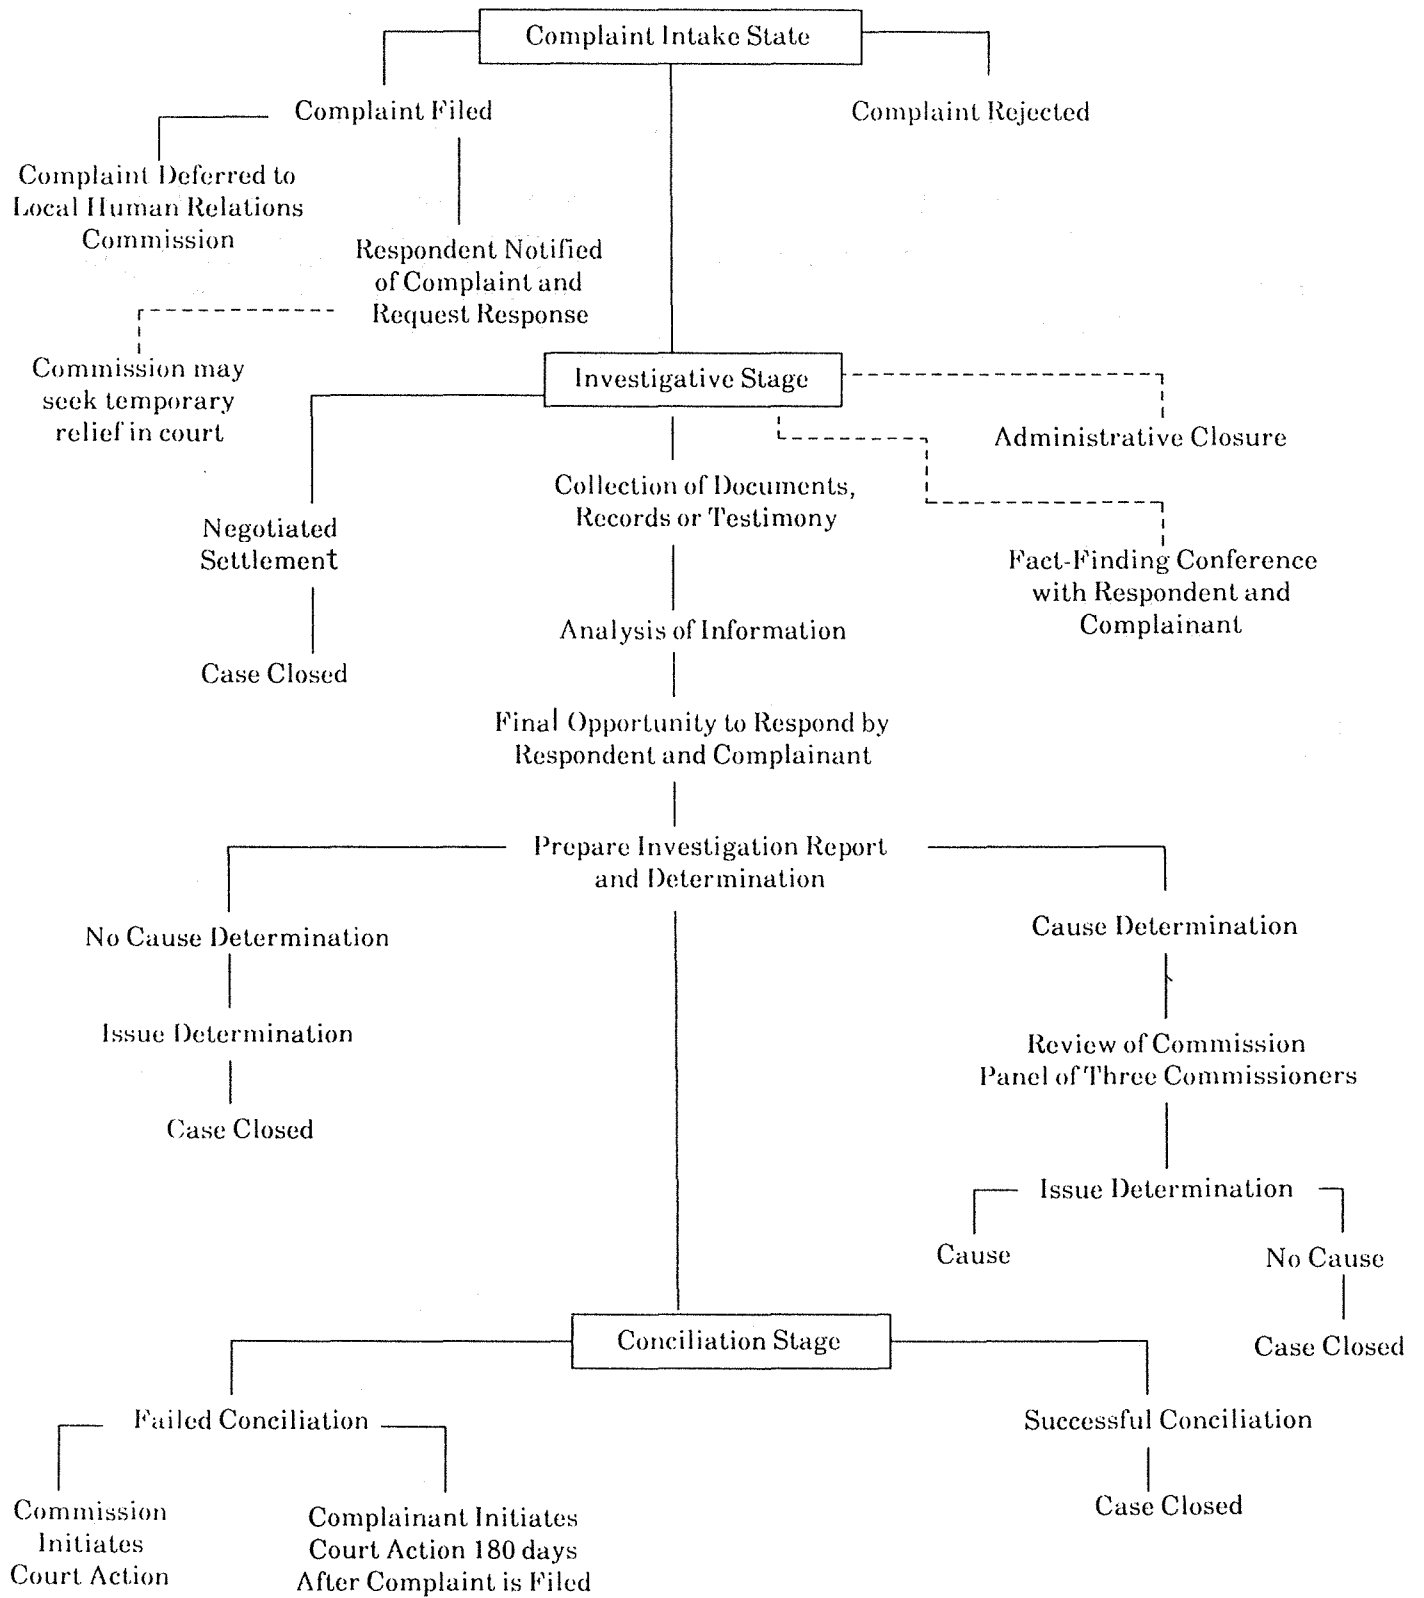 Complaint Intake State
Complaint Filed
Complaint Rejected
Complaint Deferred to
Local Human Relations
Commission
Respondent Notified
of Complaint and
Request Response
Commission may
seek temporary
relief in court
Investigative Stage
Administrative Closure
Collection of Documents,
Records or Testimony
Negotiated
Settlement
Case Closed
Fact-Finding Conference
with Respondent and
Complainant
Analysis of Information
Final Opportunity to Respond by
Respondent and Complainant
Prepare Investigation Report
and Determination
No Cause Determination
Issue Determination
Case Closed
Cause Determination
Review of Commission
Panel of Three Commissioners
Issue Determination
Cause
No Cause
Case Closed
Conciliation Stage
Failed Conciliation
Successful Conciliation
Case Closed
Commission
Initiates
Court Action
Complainant Initiates
Court Action 180 days
After Complaint is Filed